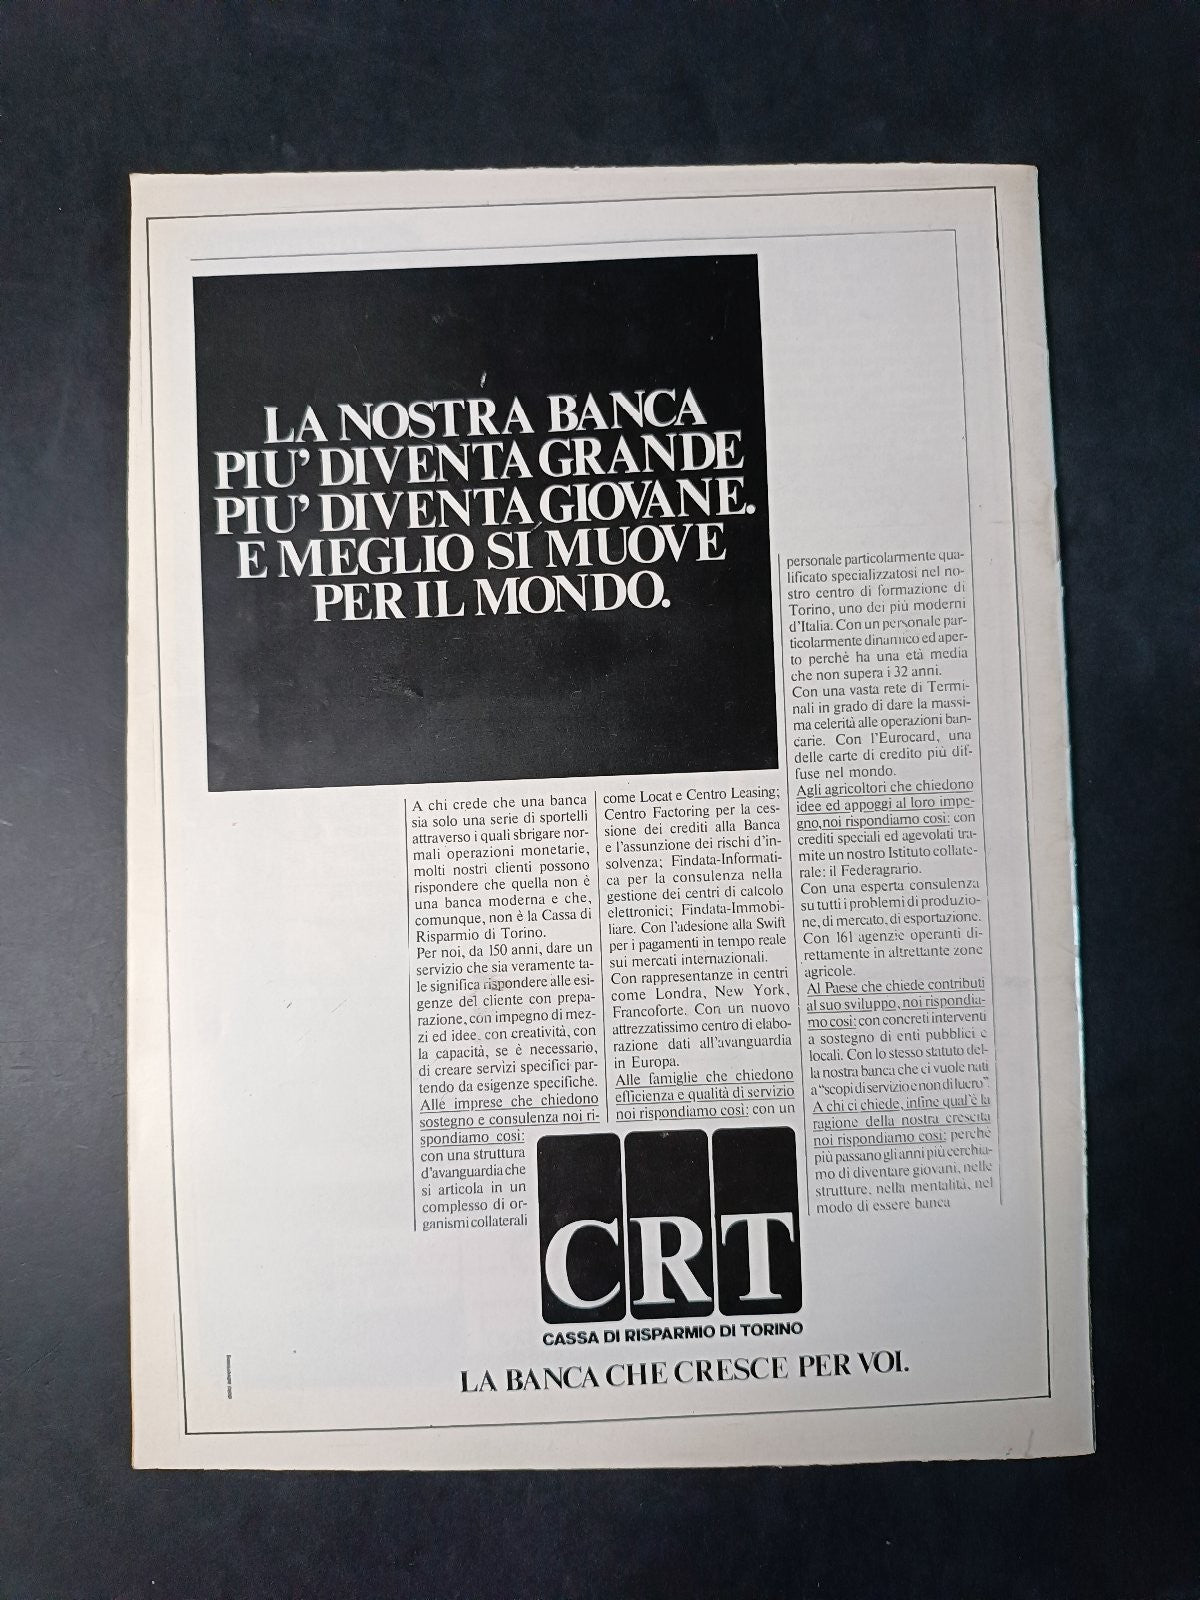 LA NOSTRA BANCA
PIU' DIVENTA GRANDE
PIU' DIVENTA GIOVANE.
E MEGLIO SI MUOVE
PER IL MONDO.
A chi crede che una banca
sia solo una serie di sportelli
attraverso i quali sbrigare nor-
mali operazioni monetarie,
molti nostri clienti possono
rispondere che quella non è
una banca moderna e che,
comunque, non è la Cassa di
Risparmio di Torino.
Per noi, da 150 anni, dare un
servizio che sia veramente ta-
le significa rispondere alle esi-
genze del cliente con prepa-
razione, con impegno di mez-
zi ed idee, con creatività, con
la capacità, se è necessario,
di creare servizi specifici par-
tendo da esigenze specifiche.
Alle imprese che chiedono
sostegno e consulenza noi ri-
spondiamo così:
con una struttura
d'avanguardia che
si articola in un
complesso di or-
ganismi collaterali
come Locat e Centro Leasing;
Centro Factoring per la ces-
sione dei crediti alla Banca
e l'assunzione dei rischi d'in-
solvenza; Findata-Informati-
ca per la consulenza nella
gestione dei centri di calcolo
elettronici; Findata-Immobi-
liare. Con l'adesione alla Swift
per i pagamenti in tempo reale
sui mercati internazionali.
Con rappresentanze in centri
come Londra, New York,
Francoforte. Con un nuovo
attrezzatissimo centro di elabo-
razione dati all'avanguardia
in Europa.
Alle famiglie che chiedono
efficienza e qualità di servizio
noi rispondiamo così: con un
personale particolarmente qua-
lificato specializzatosi nel no-
stro centro di formazione di
Torino, uno dei più moderni
d'Italia. Con un personale par-
ticolarmente dinamico ed aper-
to perchè ha una età media
che non supera i 32 anni.
Con una vasta rete di Termi-
nali in grado di dare la massi-
ma celerità alle operazioni ban-
carie. Con l'Eurocard, una
delle carte di credito più dif-
fuse nel mondo.
Agli agricoltori che chiedono
idee ed appoggi al loro impe-
gno, noi rispondiamo così: con
crediti speciali ed agevolati tra-
mite un nostro Istituto collate-
rale: il Federagrario.
Con una esperta consulenza
su tutti i problemi di produzio-
ne, di mercato, di esportazione.
Con 161 agenzie operanti di-
rettamente in altrettante zone
agricole.
Al Paese che chiede contributi
al suo sviluppo, noi rispondia-
mo così: con concreti interventi
a sostegno di enti pubblici e
locali. Con lo stesso statuto del-
la nostra banca che ci vuole nati
a "scopi di servizio e non di lucro".
A chi ci chiede, infine qual'è la
ragione della nostra crescita
noi rispondiamo così: perchè
più passano gli anni più cerchia-
mo di diventare giovani, nelle
strutture, nella mentalità, nel
modo di essere banca
CRT
CASSA DI RISPARMIO DI TORINO
LA BANCA CHE CRESCE PER VOI.